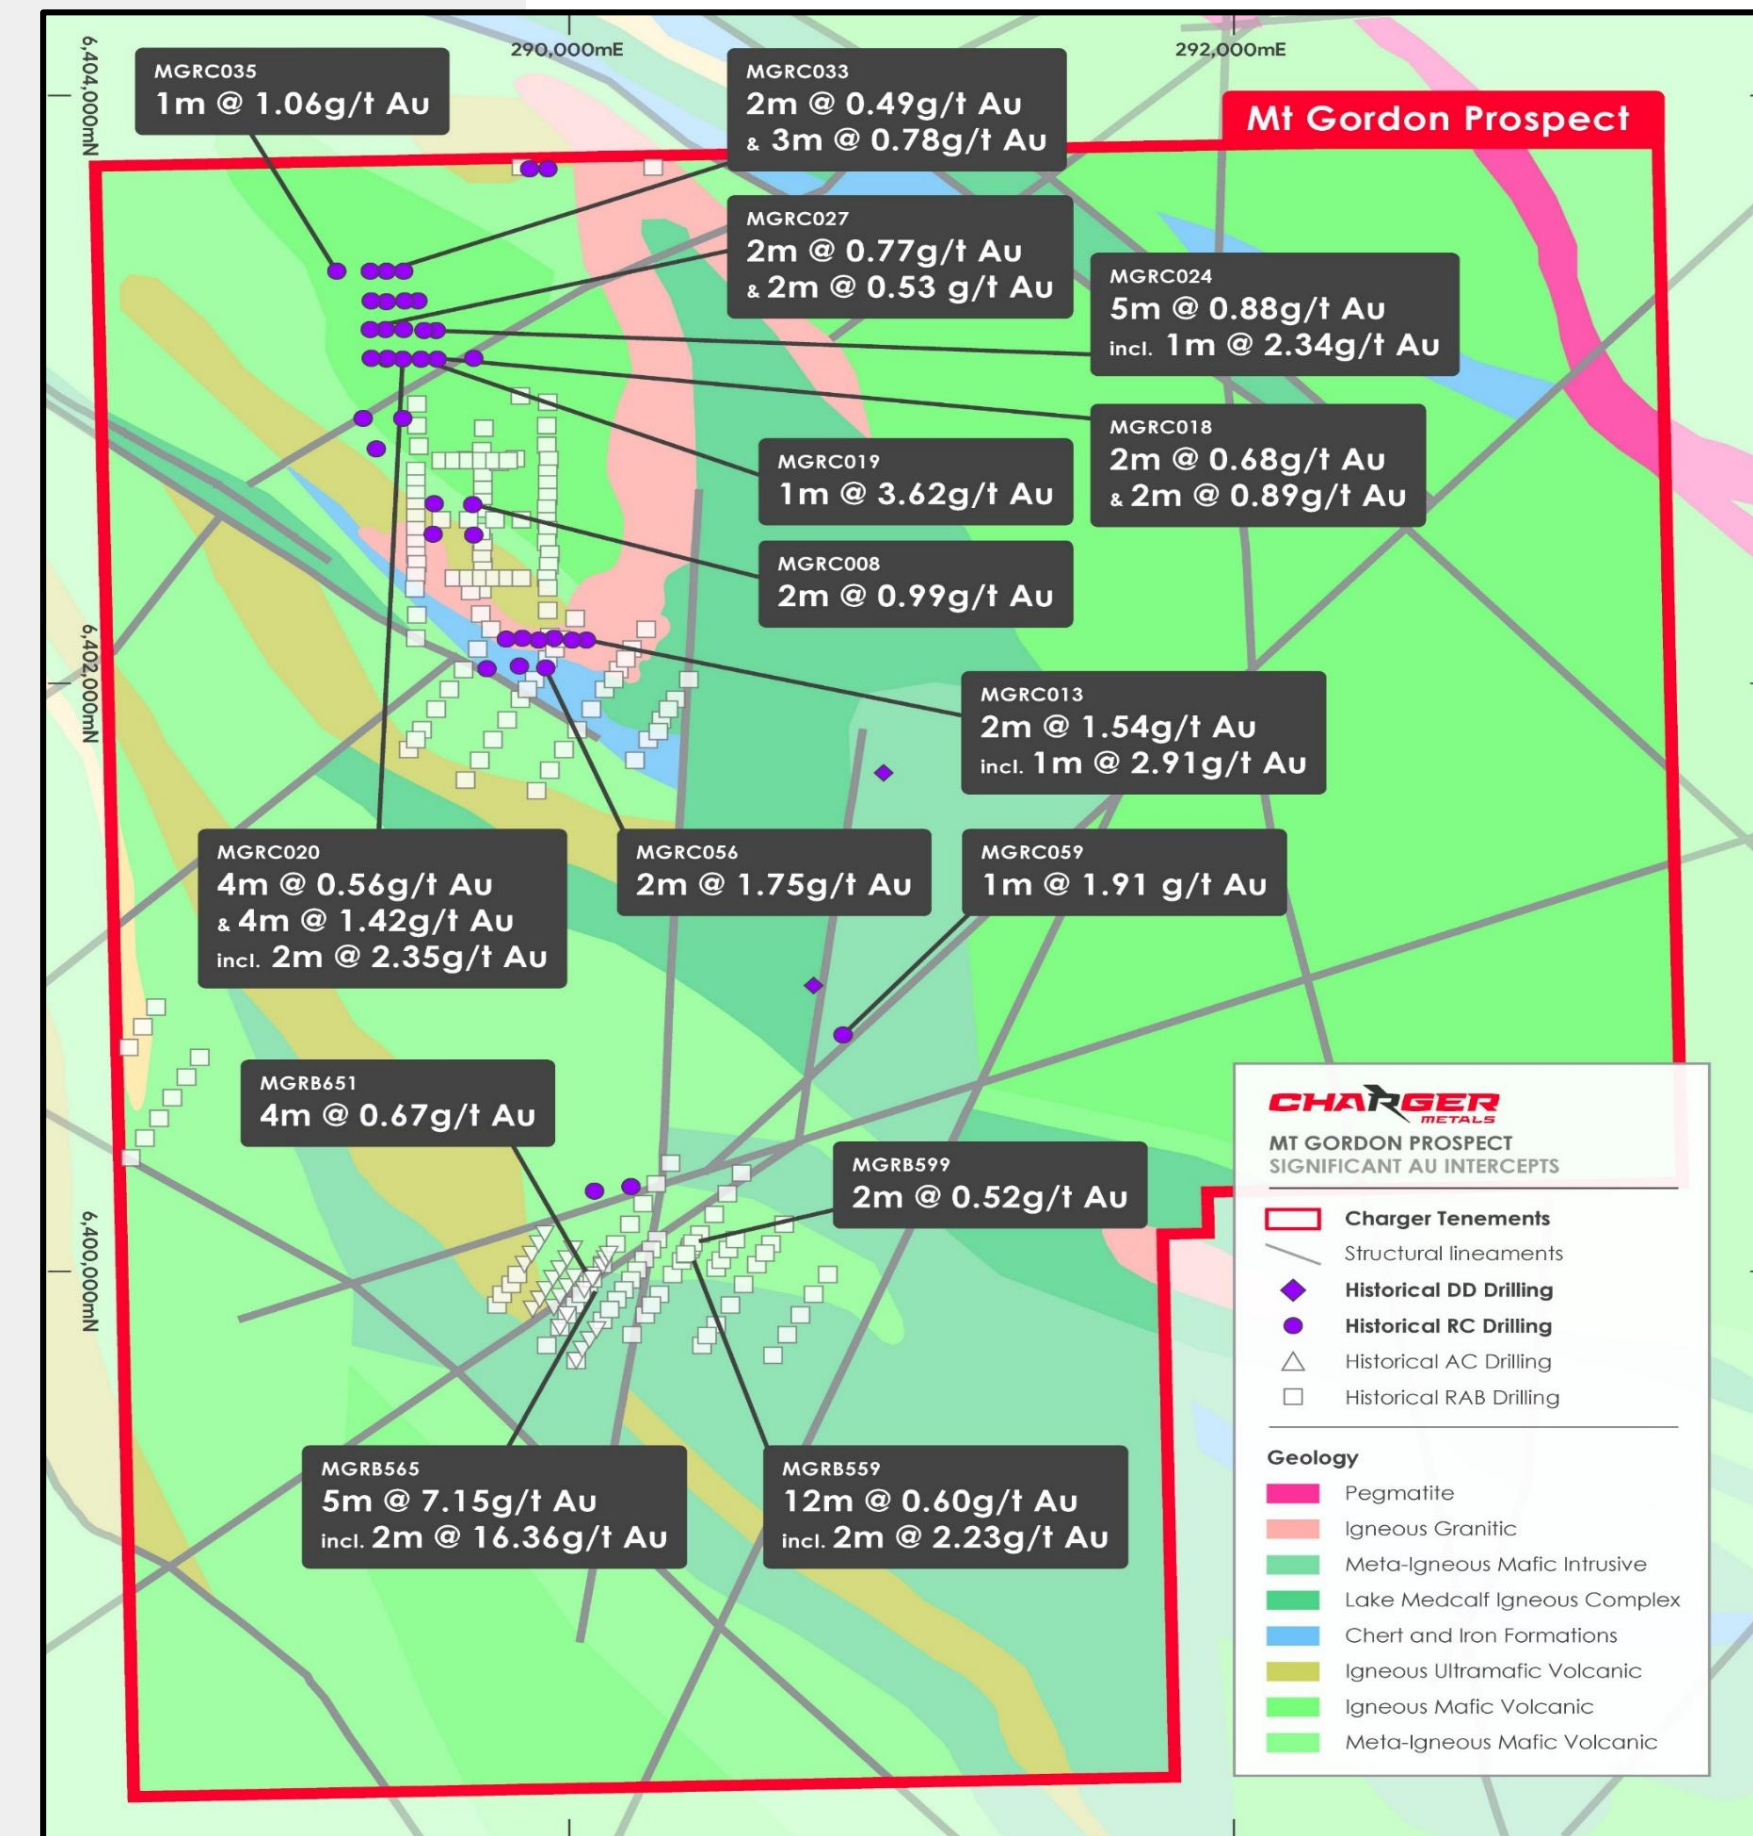 290,000mE
292,000mE
6,404,000mN
6,402,000mN
6,400,000mN
Mt Gordon Prospect
MGRC035
1m @ 1.06g/t Au
MGRC033
2m @ 0.49g/t Au
& 3m @ 0.78g/t Au
MGRC027
2m @ 0.77g/t Au
& 2m @ 0.53 g/t Au
MGRC024
5m @ 0.88g/t Au
incl. 1m @ 2.34g/t Au
MGRC018
2m @ 0.68g/t Au
& 2m @ 0.89g/t Au
MGRC019
1m @ 3.62g/t Au
MGRC008
2m @ 0.99g/t Au
MGRC013
2m @ 1.54g/t Au
incl. 1m @ 2.91g/t Au
MGRC020
4m @ 0.56g/t Au
& 4m @ 1.42g/t Au
incl. 2m @ 2.35g/t Au
MGRC056
2m @ 1.75g/t Au
MGRC059
1m @ 1.91 g/t Au
MGRB651
4m @ 0.67g/t Au
MGRB599
2m @ 0.52g/t Au
MGRB565
5m @ 7.15g/t Au
incl. 2m @ 16.36g/t Au
MGRB559
12m @ 0.60g/t Au
incl. 2m @ 2.23g/t Au
CHARGER
METALS
MT GORDON PROSPECT
SIGNIFICANT AU INTERCEPTS
Charger Tenements
Structural lineaments
Historical DD Drilling
Historical RC Drilling
Historical AC Drilling
Historical RAB Drilling
Geology
Pegmatite
Igneous Granitic
Meta-Igneous Mafic Intrusive
Lake Medcalf Igneous Complex
Chert and Iron Formations
Igneous Ultramafic Volcanic
Igneous Mafic Volcanic
Meta-Igneous Mafic Volcanic